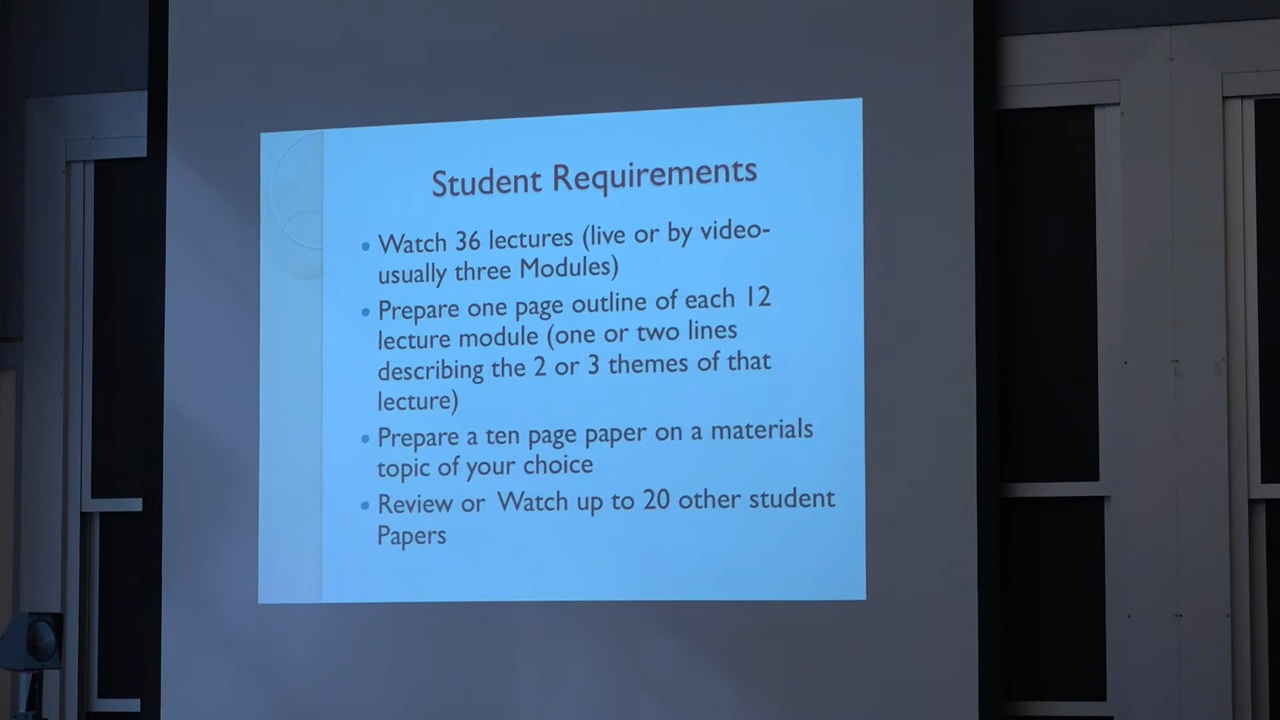 Student Requirements
• Watch 36 lectures (live or by video-
usually three Modules)
• Prepare one page outline of each 12
lecture module (one or two lines
describing the 2 or 3 themes of that
lecture)
• Prepare a ten page paper on a materials
topic of your choice
• Review or Watch up to 20 other student
Papers